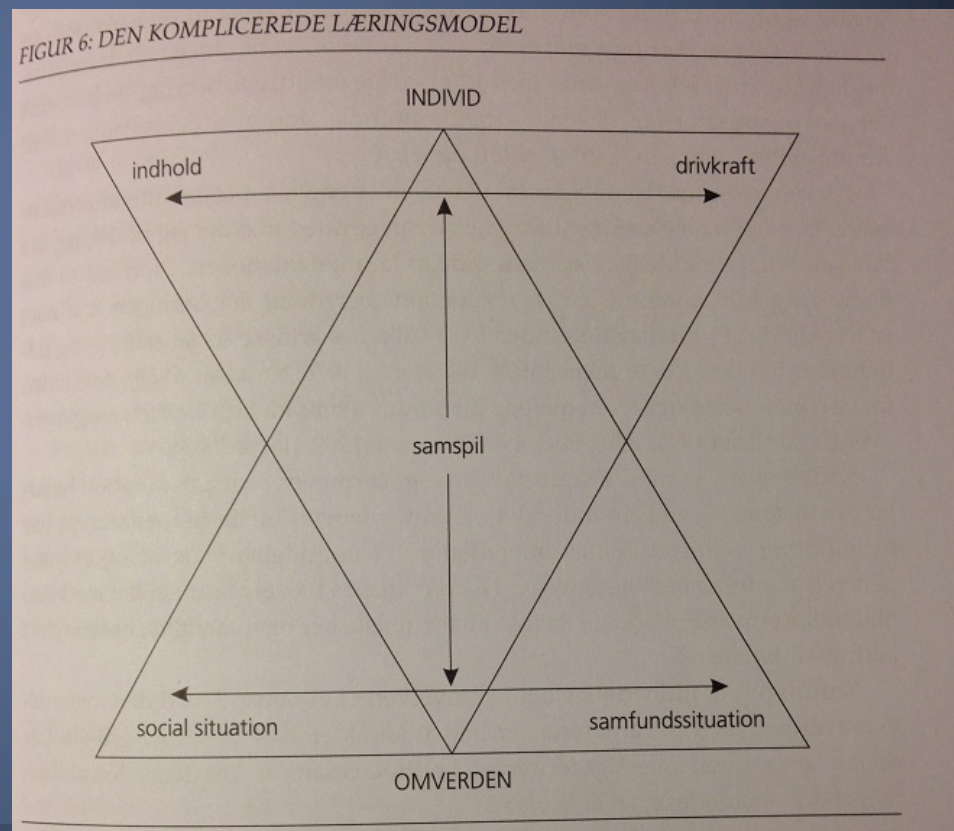 FIGUR 6: DEN KOMPLICEREDE LÆRINGSMODEL
INDIVID
indhold
drivkraft
samspil
social situation
samfundssituation
OMVERDEN